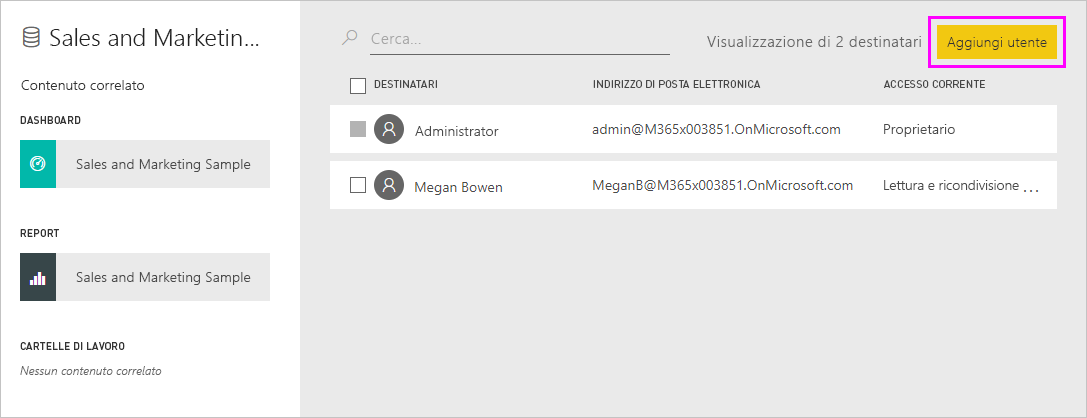 Sales and Marketin...
Contenuto correlato
DASHBOARD
Sales and Marketing Sample
REPORT
Sales and Marketing Sample
CARTELLE DI LAVORO
Nessun contenuto correlato
Cerca...
Visualizzazione di 2 destinatari
Aggiungi utente
DESTINATARI INDIRIZZO DI POSTA ELETTRONICA ACCESSO CORRENTE
Administrator admin@M365x003851.OnMicrosoft.com Proprietario
Megan Bowen MeganB@M365x003851.OnMicrosoft.com Lettura e ricondivisione ...